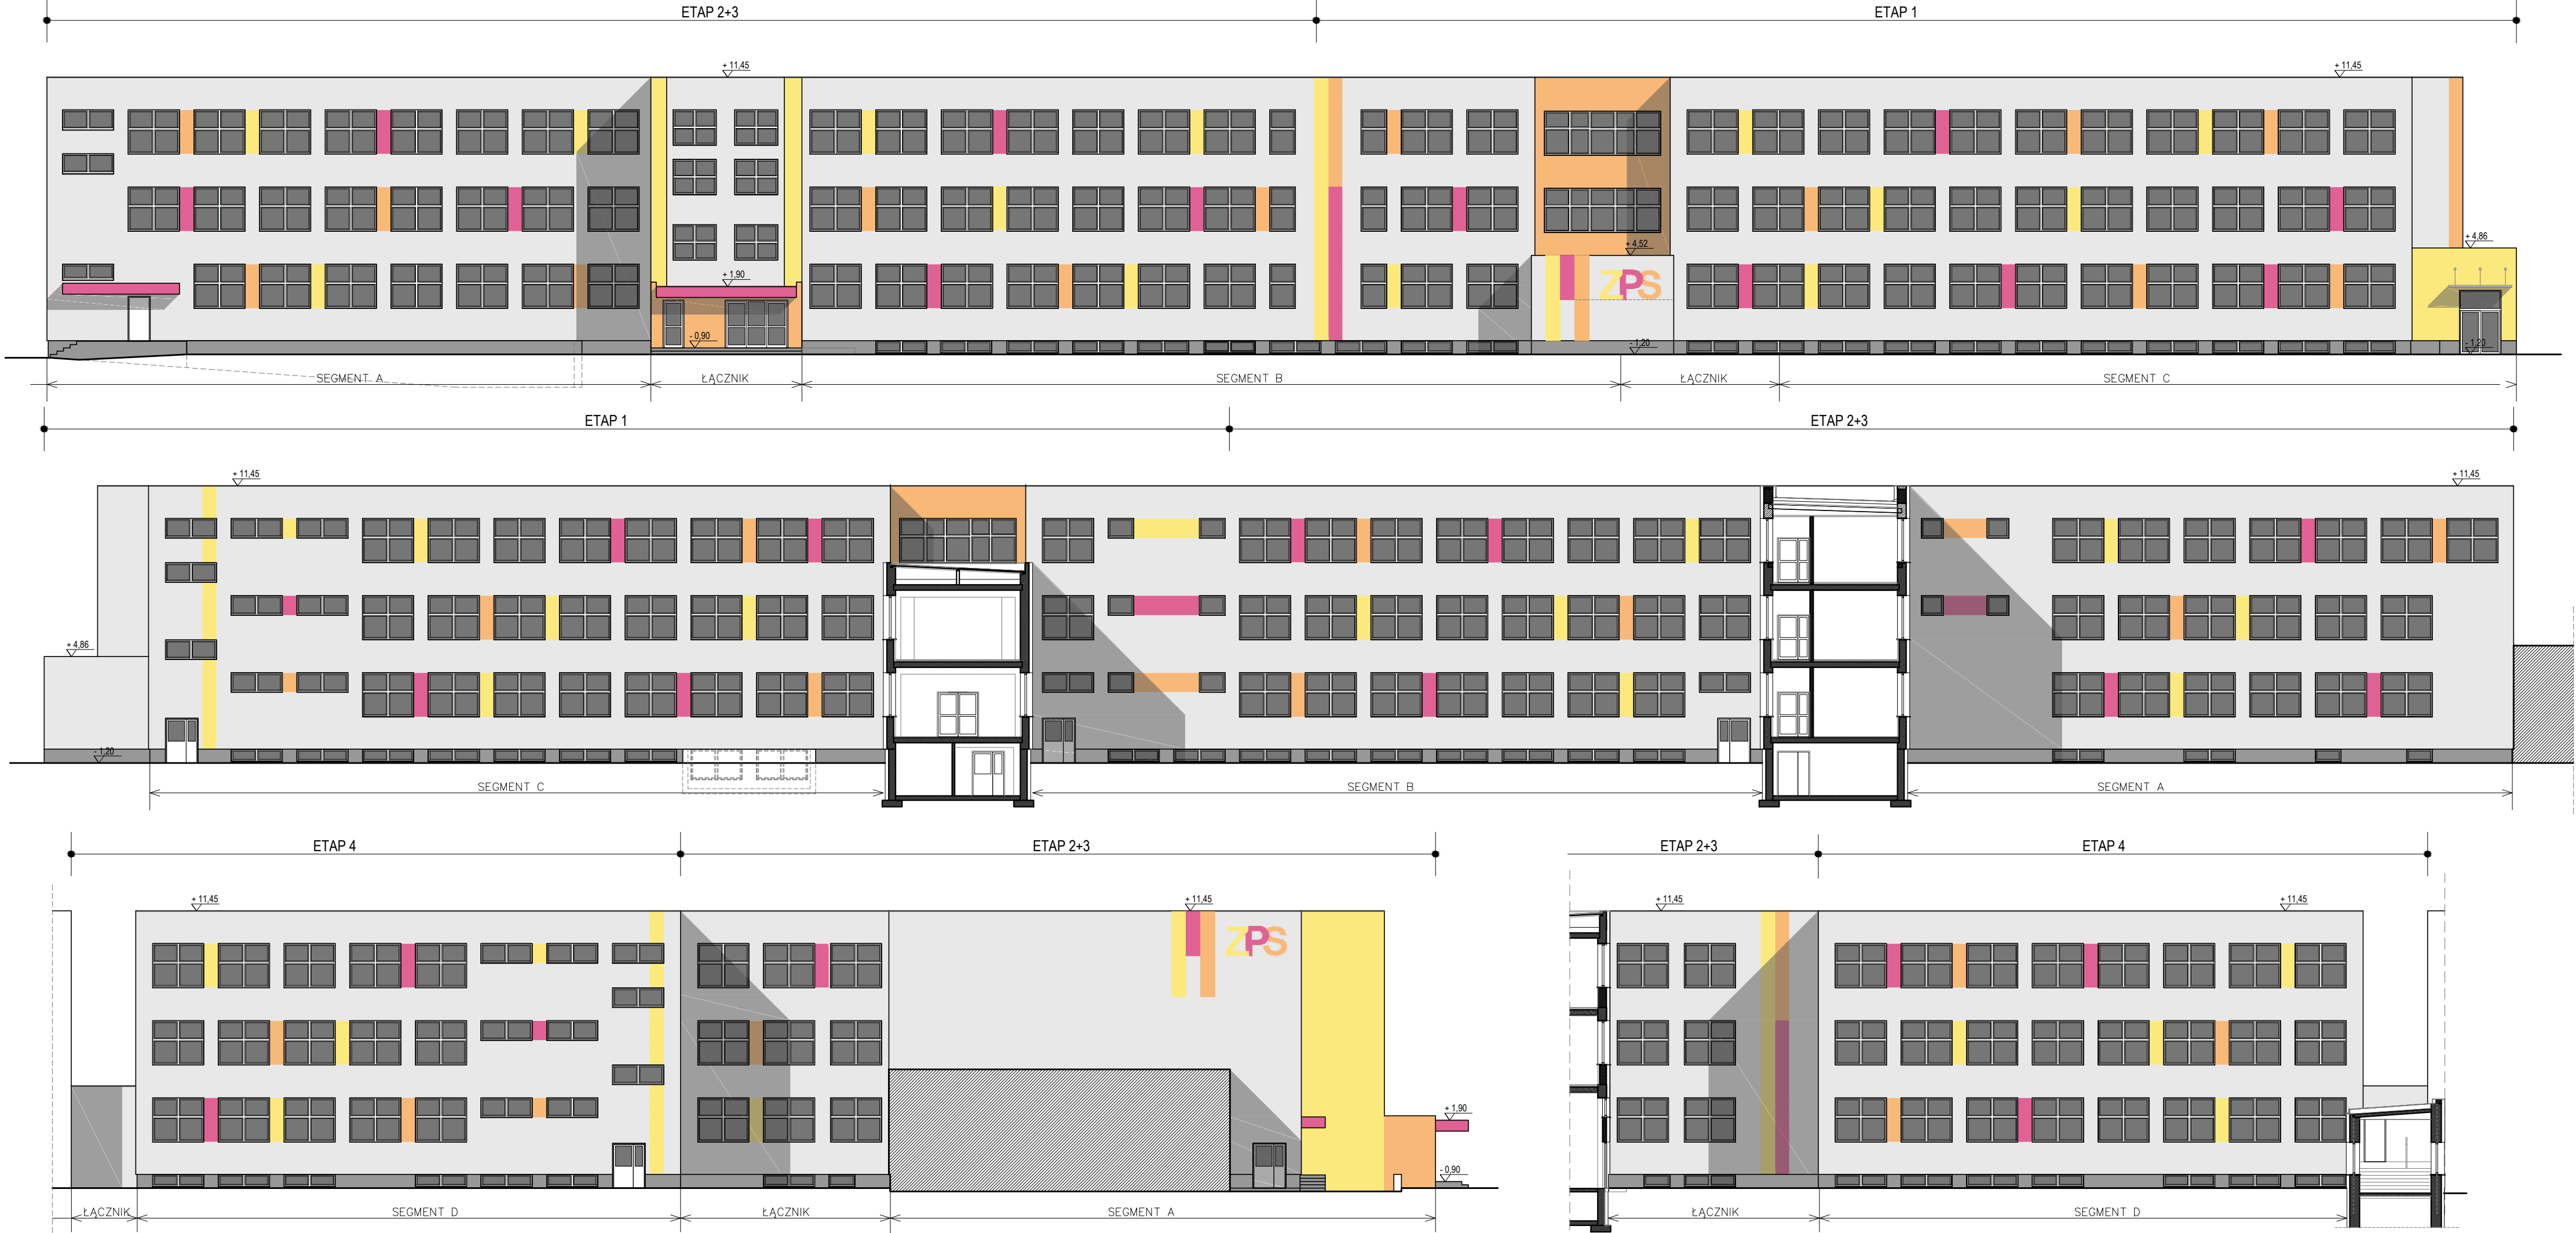 ETAP 2+3 ETAP 1
+ 11,45 + 11,45
+ 4,86
+ 4,52
+ 1,90
ZPS
- 0,90 - 1,20 - 1,20
SEGMENT A ŁĄCZNIK SEGMENT B ŁĄCZNIK SEGMENT C
ETAP 1 ETAP 2+3
+ 11,45 + 11,45
+ 4,86
- 1,20
SEGMENT C SEGMENT B SEGMENT A
ETAP 4 ETAP 2+3
+ 11,45 + 11,45
ZPS
+ 1,90
- 0,90
ŁĄCZNIK SEGMENT D ŁĄCZNIK SEGMENT A
ETAP 2+3 ETAP 4
+ 11,45 + 11,45
ŁĄCZNIK SEGMENT D